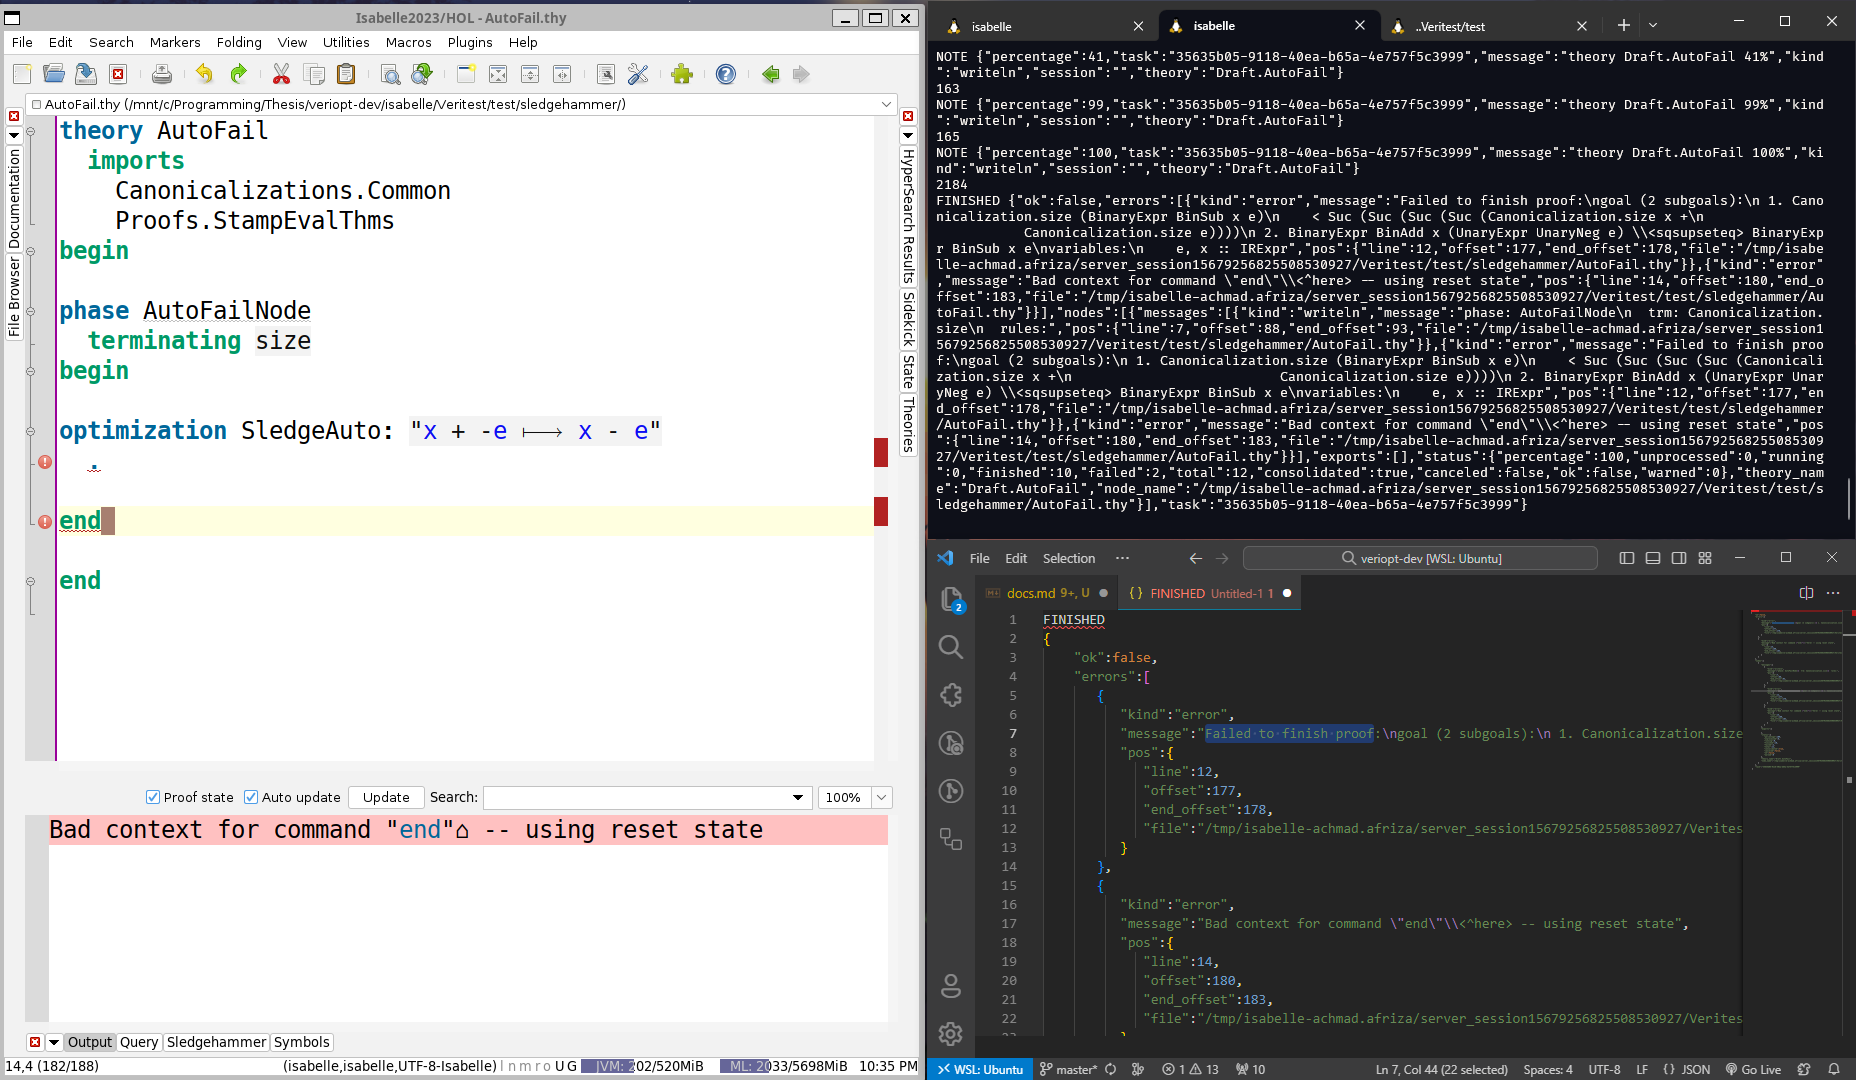 Isabelle2023/HOL - AutoFail.thy
File Edit Search Markers Folding View Utilities Macros Plugins Help
AutoFail.thy (/mnt/c/Programming/Thesis/veriopt-dev/isabelle/Veritest/test/sledgehammer/)
Documentation
File Browser
theory AutoFail
imports
Canonicalizations.Common
Proofs.StampEvalThms
begin
phase AutoFailNode
terminating size
begin
optimization SledgeAuto: "x + -e ⟼ x - e"
.
end
end
HyperSearch Results
Sidekick
State
Theories
Proof state Auto update Update Search: 100%
Bad context for command "end"⌂ -- using reset state
Output Query Sledgehammer Symbols
14,4 (182/188) (isabelle,isabelle,UTF-8-Isabelle) l n m r o U G JVM: 202/520MiB ML: 2033/5698MiB 10:35 PM
isabelle
isabelle
..Veritest/test
NOTE {"percentage":41,"task":"35635b05-9118-40ea-b65a-4e757f5c3999","message":"theory Draft.AutoFail 41%","kind
":"writeln","session":"","theory":"Draft.AutoFail"}
163
NOTE {"percentage":99,"task":"35635b05-9118-40ea-b65a-4e757f5c3999","message":"theory Draft.AutoFail 99%","kind
":"writeln","session":"","theory":"Draft.AutoFail"}
165
NOTE {"percentage":100,"task":"35635b05-9118-40ea-b65a-4e757f5c3999","message":"theory Draft.AutoFail 100%","ki
nd":"writeln","session":"","theory":"Draft.AutoFail"}
2184
FINISHED {"ok":false,"errors":[{"kind":"error","message":"Failed to finish proof:\ngoal (2 subgoals):\n 1. Cano
nicalization.size (BinaryExpr BinSub x e)\n    < Suc (Suc (Suc (Suc (Canonicalization.size x +\n
Canonicalization.size e))))\n 2. BinaryExpr BinAdd x (UnaryExpr UnaryNeg e) \\<sqsupseteq> BinaryExp
r BinSub x e\nvariables:\n    e, x :: IRExpr","pos":{"line":12,"offset":177,"end_offset":178,"file":"/tmp/isabe
lle-achmad.afriza/server_session15679256825508530927/Veritest/test/sledgehammer/AutoFail.thy"}},{"kind":"error"
,"message":"Bad context for command \"end\"\\<^here> -- using reset state","pos":{"line":14,"offset":180,"end_o
ffset":183,"file":"/tmp/isabelle-achmad.afriza/server_session15679256825508530927/Veritest/test/sledgehammer/Au
toFail.thy"}}],"nodes":[{"messages":[{"kind":"writeln","message":"phase: AutoFailNode\n  trm: Canonicalization.
size\n  rules:","pos":{"line":7,"offset":88,"end_offset":93,"file":"/tmp/isabelle-achmad.afriza/server_session1
5679256825508530927/Veritest/test/sledgehammer/AutoFail.thy"}},{"kind":"error","message":"Failed to finish proo
f:\ngoal (2 subgoals):\n 1. Canonicalization.size (BinaryExpr BinSub x e)\n    < Suc (Suc (Suc (Suc (Canonicali
zation.size x +\n                          Canonicalization.size e))))\n 2. BinaryExpr BinAdd x (UnaryExpr Unar
yNeg e) \\<sqsupseteq> BinaryExpr BinSub x e\nvariables:\n    e, x :: IRExpr","pos":{"line":12,"offset":177,"en
d_offset":178,"file":"/tmp/isabelle-achmad.afriza/server_session15679256825508530927/Veritest/test/sledgehammer
/AutoFail.thy"}},{"kind":"error","message":"Bad context for command \"end\"\\<^here> -- using reset state","pos
":{"line":14,"offset":180,"end_offset":183,"file":"/tmp/isabelle-achmad.afriza/server_session156792568255085309
27/Veritest/test/sledgehammer/AutoFail.thy"}}],"exports":[],"status":{"percentage":100,"unprocessed":0,"running
":0,"finished":10,"failed":2,"total":12,"consolidated":true,"canceled":false,"ok":false,"warned":0},"theory_nam
e":"Draft.AutoFail","node_name":"/tmp/isabelle-achmad.afriza/server_session15679256825508530927/Veritest/test/s
ledgehammer/AutoFail.thy"}],"task":"35635b05-9118-40ea-b65a-4e757f5c3999"}
File Edit Selection ··· veriopt-dev [WSL: Ubuntu]
2
docs.md 9+, U
{} FINISHED Untitled-1 1
1 FINISHED
2 {
3 "ok":false,
4 "errors":[
5 {
6 "kind":"error",
7 "message":"Failed to finish proof:\ngoal (2 subgoals):\n 1. Canonicalization.size
8 "pos":{
9 "line":12,
10 "offset":177,
11 "end_offset":178,
12 "file":"/tmp/isabelle-achmad.afriza/server_session15679256825508530927/Verites
13 }
14 },
15 {
16 "kind":"error",
17 "message":"Bad context for command \"end\"\\<^here> -- using reset state",
18 "pos":{
19 "line":14,
20 "offset":180,
21 "end_offset":183,
22 "file":"/tmp/isabelle-achmad.afriza/server_session15679256825508530927/Verites
WSL: Ubuntu master* 1 13 10 Ln 7, Col 44 (22 selected) Spaces: 4 UTF-8 LF {} JSON Go Live